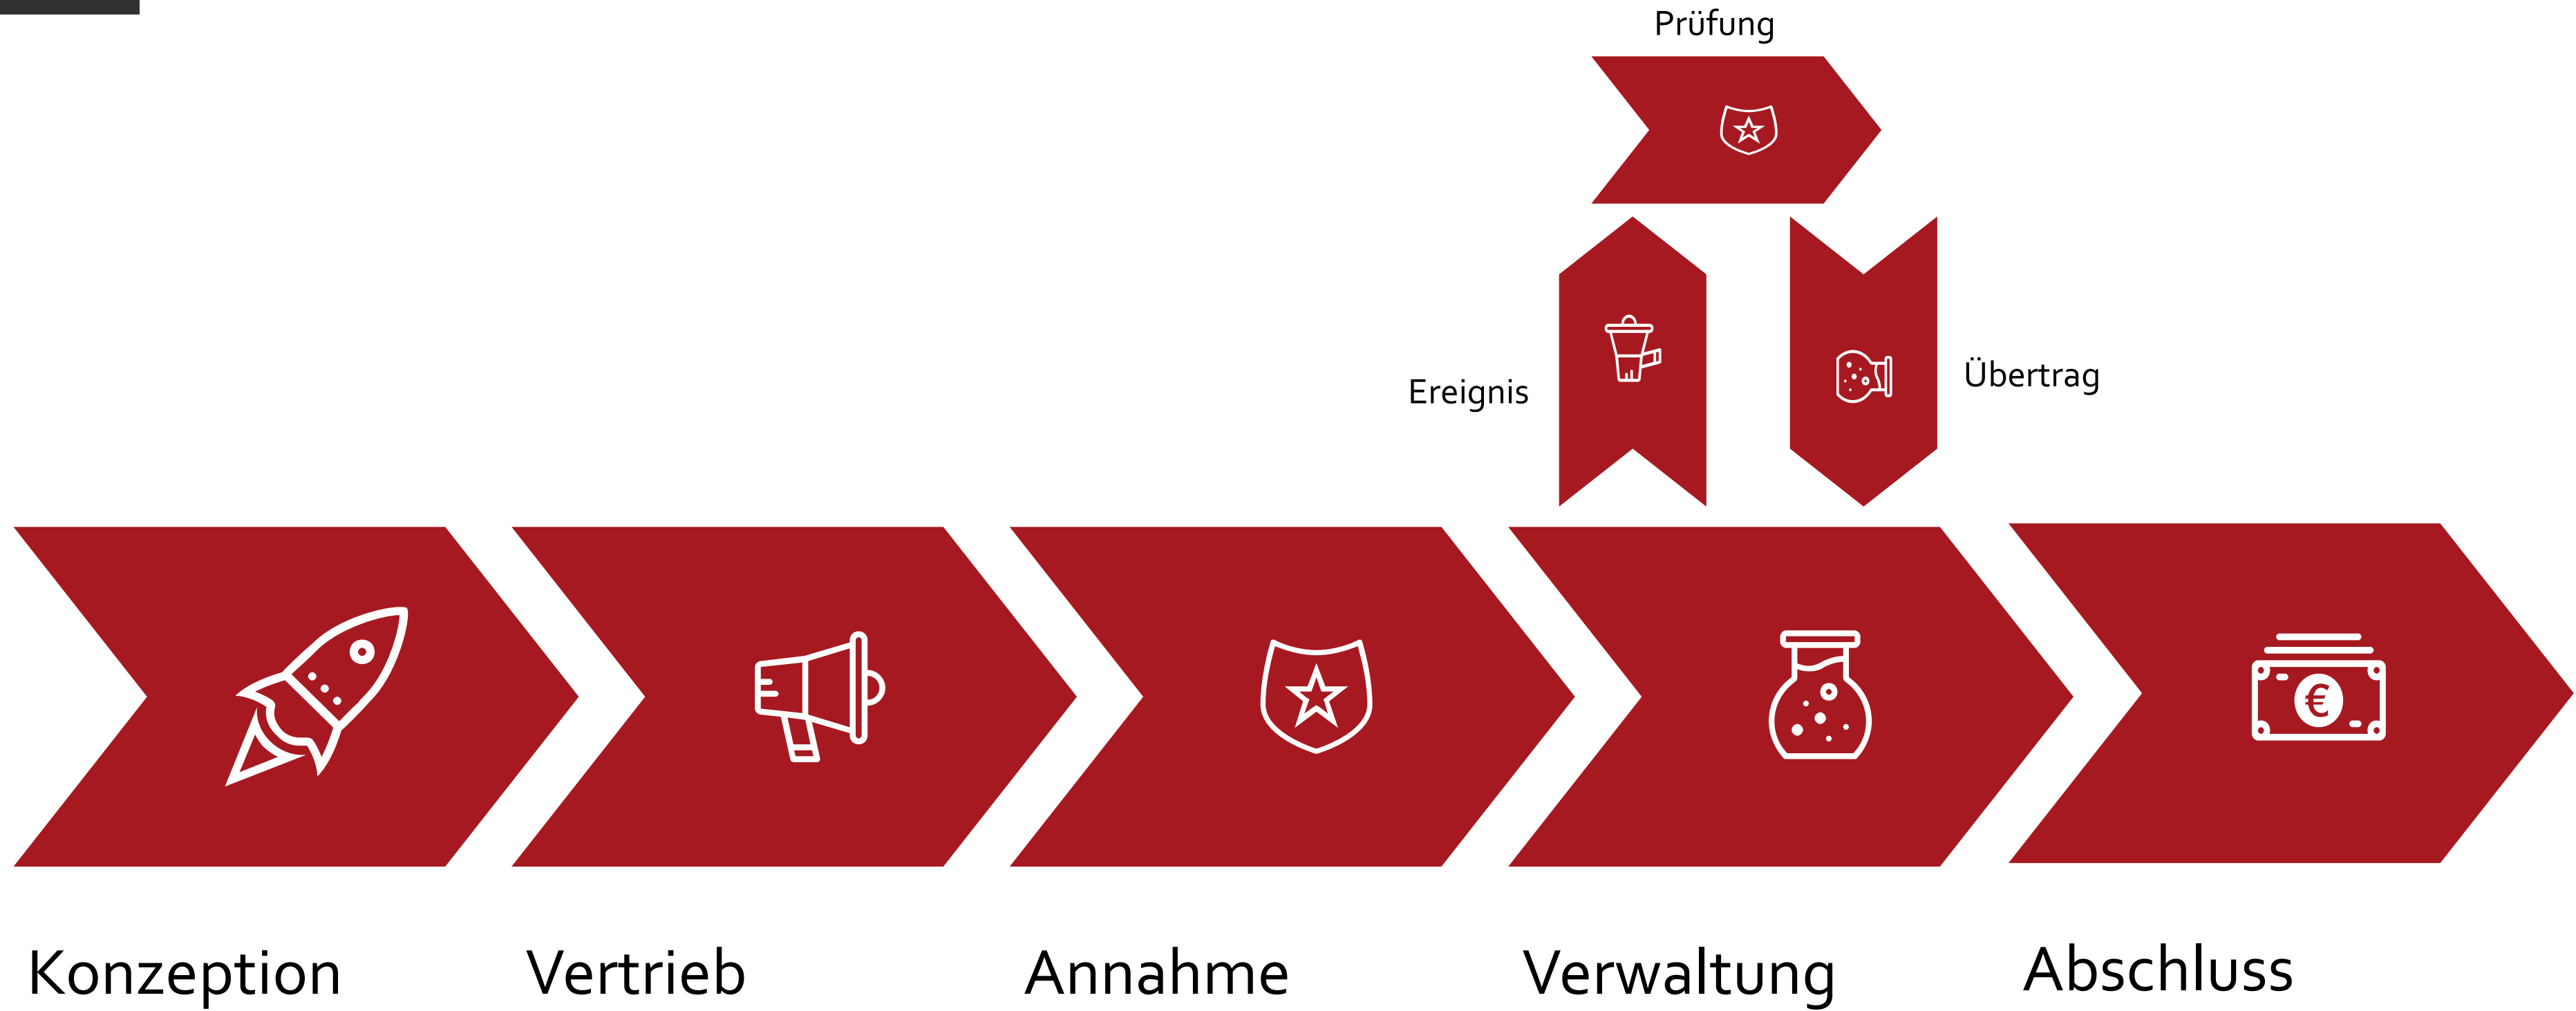 Prüfung
Ereignis
Übertrag
€
Konzeption
Vertrieb
Annahme
Verwaltung
Abschluss